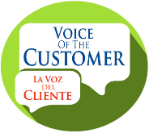 VOICE
OF THE
CUSTOMER
LA VOZ
DEL
CLIENTE